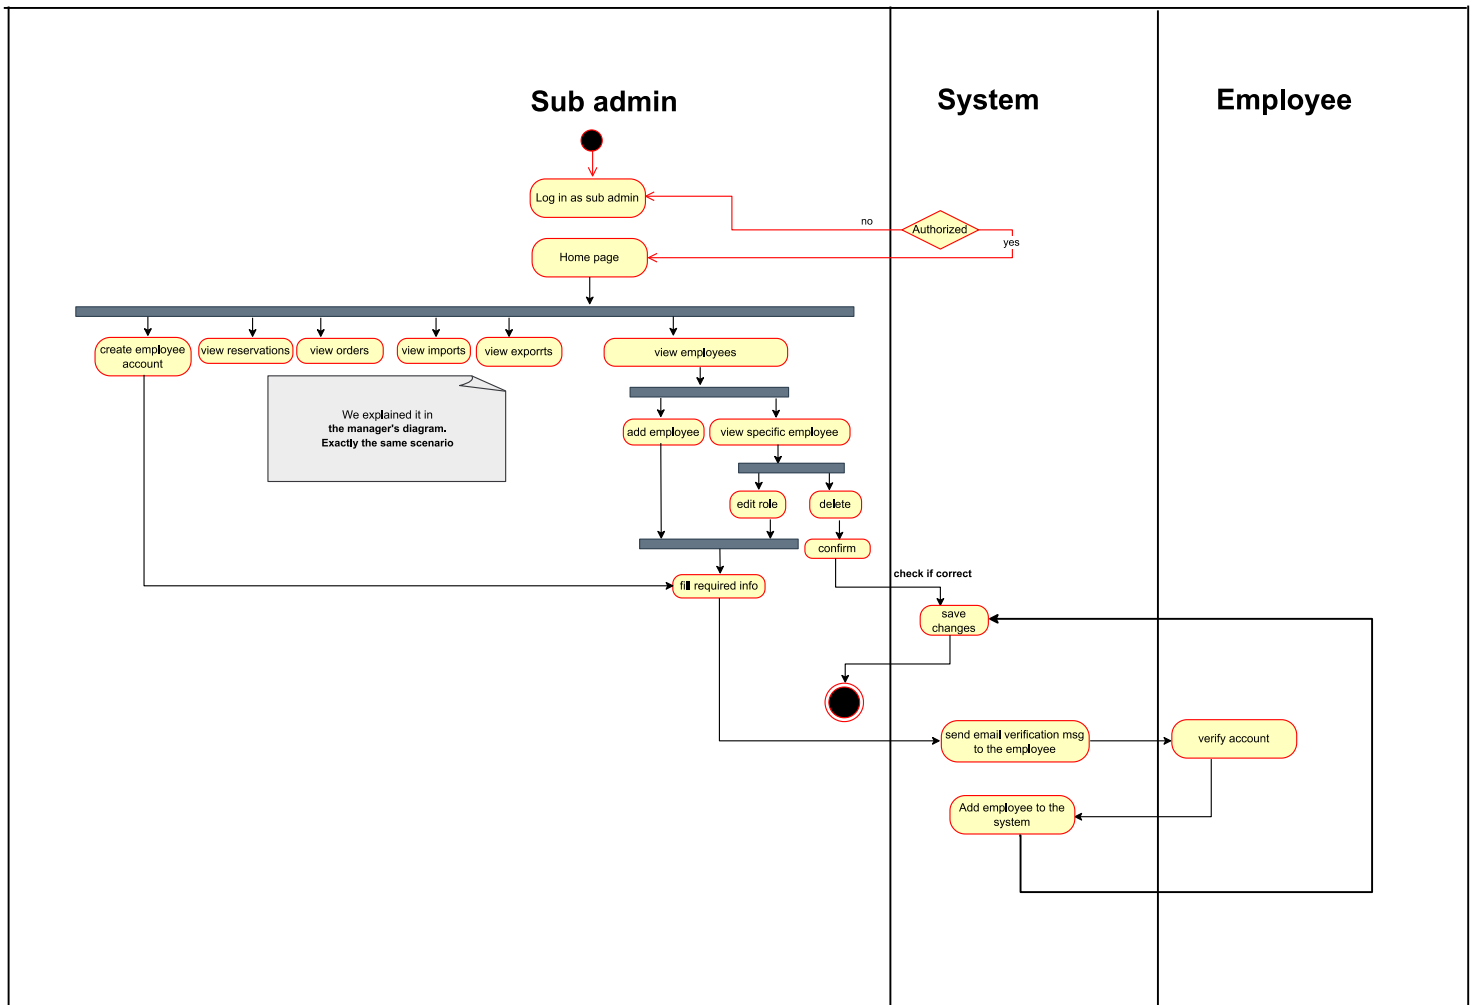 Sub admin
System
Employee
Log in as sub admin
no
Authorized
yes
Home page
create employee
account
view reservations
view orders
view imports
view exporrts
view employees
We explained it in
the manager's diagram.
Exactly the same scenario
add employee
view specific employee
edit role
delete
confirm
check if correct
fill required info
save
changes
send email verification msg
to the employee
verify account
Add employee to the
system